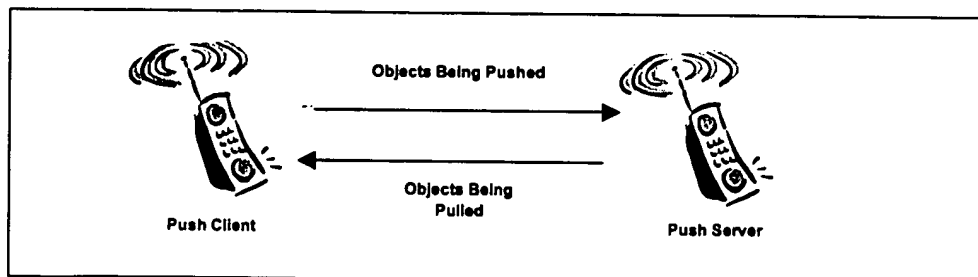 Objects Being Pushed
Objects Being
Pulled
Push Client
Push Server